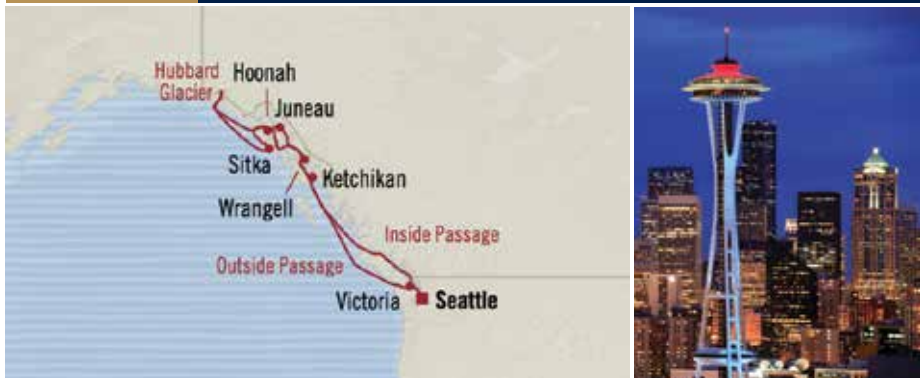 Hubbard
Glacier
Hoonah
Juneau
Sitka
Ketchikan
Wrangell
Inside Passage
Outside Passage
Victoria
Seattle